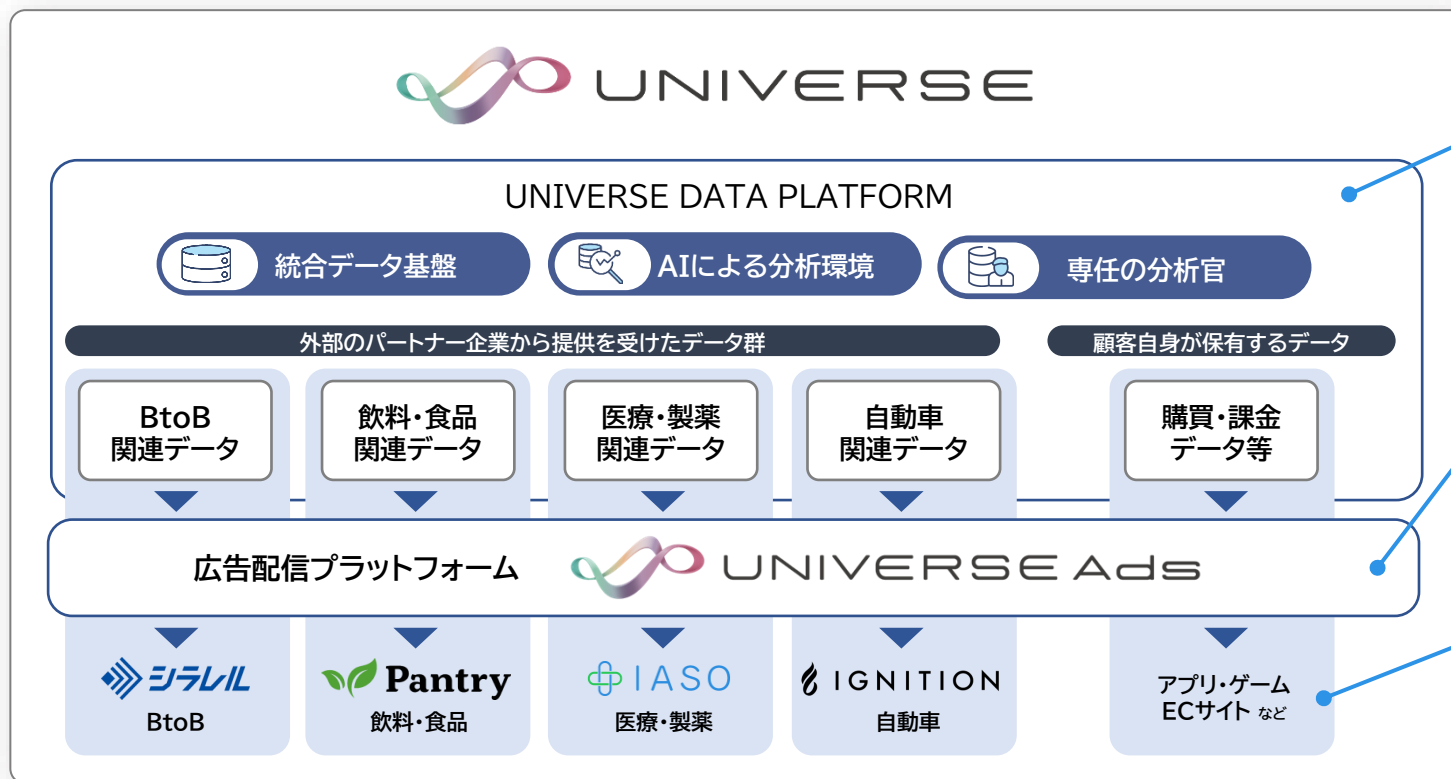 UNIVERSE
UNIVERSE DATA PLATFORM
統合データ基盤
AIによる分析環境
専任の分析官
外部のパートナー企業から提供を受けたデータ群
顧客自身が保有するデータ
BtoB
関連データ
飲料・食品
関連データ
医療・製薬
関連データ
自動車
関連データ
購買・課金
データ等
広告配信プラットフォーム
UNIVERSE Ads
シラレル
BtoB
Pantry
飲料・食品
IASO
医療・製薬
IGNITION
自動車
アプリ・ゲーム
ECサイト など